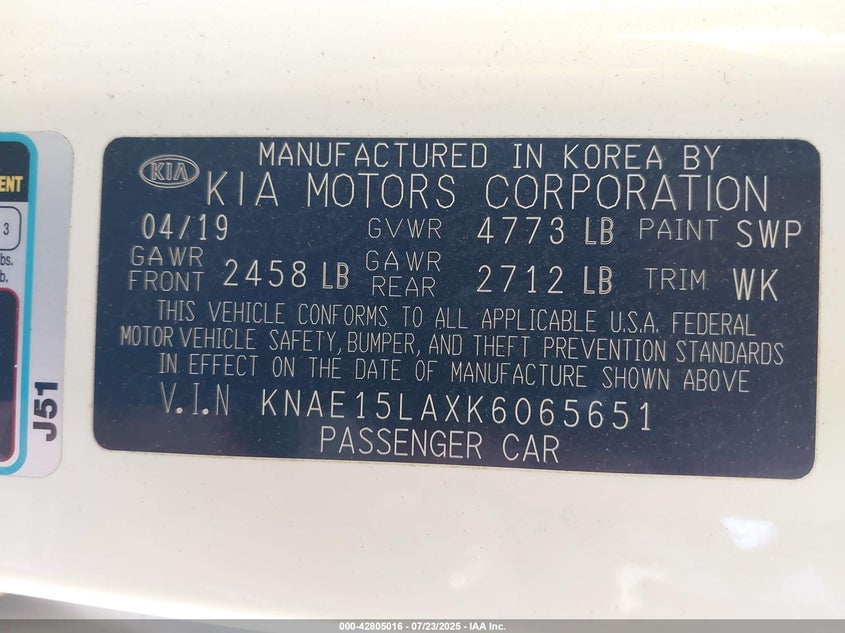 MANUFACTURED IN KOREA BY
KIA
KIA MOTORS CORPORATION
04/19 GVWR 4773 LB PAINT SWP
GAWR FRONT 2458 LB GAWR REAR 2712 LB TRIM WK
THIS VEHICLE CONFORMS TO ALL APPLICABLE U.S.A. FEDERAL
MOTOR VEHICLE SAFETY, BUMPER, AND THEFT PREVENTION STANDARDS
IN EFFECT ON THE DATE OF MANUFACTURE SHOWN ABOVE
V.I.N KNAE15LAXK6065651
PASSENGER CAR
ENT
3
bs.
b.
J51
000-42805016 - 07/23/2025 - IAA Inc.